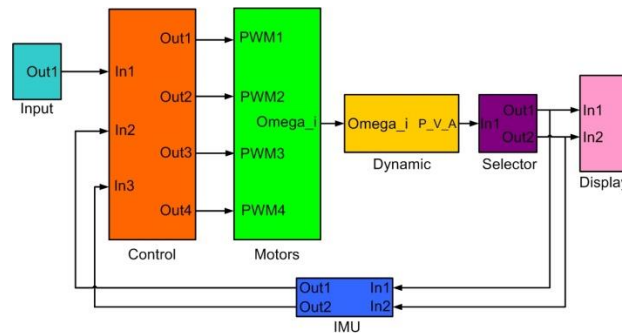 Out1
Input
In1
In2
In3
Out1
Out2
Out3
Out4
Control
PWM1
PWM2
PWM3
PWM4
Omega_i
Motors
Omega_i
P_V_A
Dynamic
In1
Out1
Out2
Selector
In1
In2
Display
Out1
Out2
In1
In2
IMU